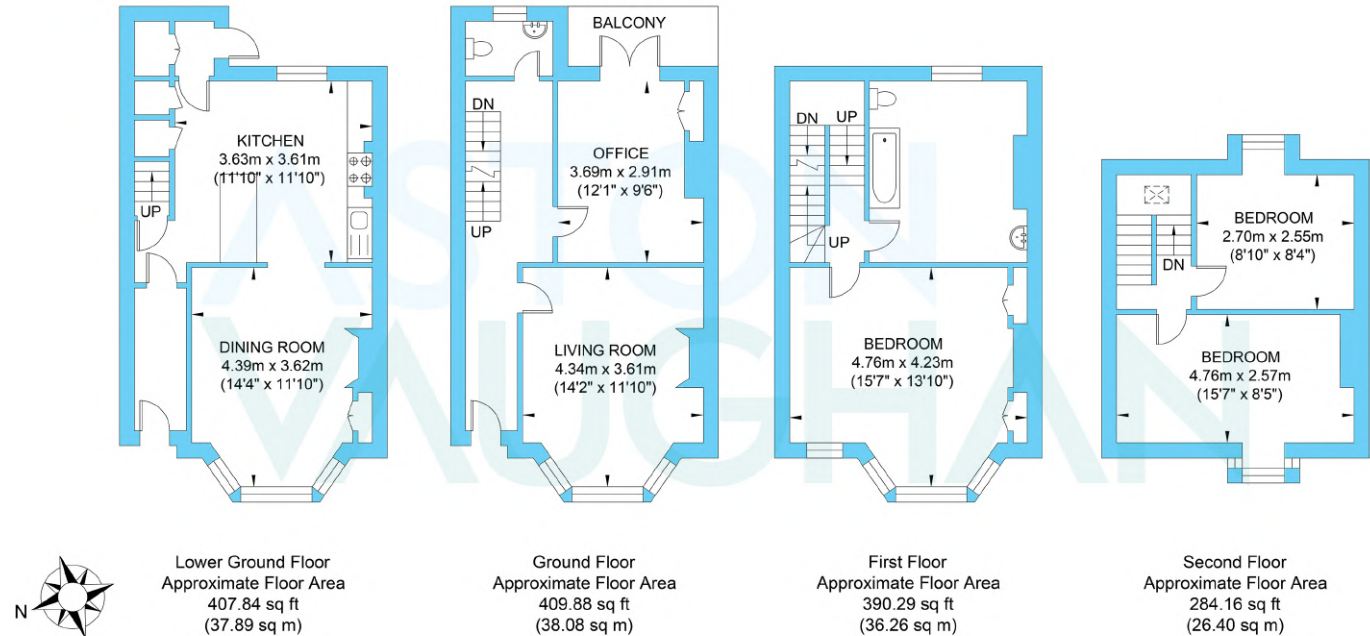 KITCHEN
3.63m x 3.61m
(11'10" x 11'10")
UP
DINING ROOM
4.39m x 3.62m
(14'4" x 11'10")
Lower Ground Floor
Approximate Floor Area
407.84 sq ft
(37.89 sq m)
BALCONY
DN
UP
OFFICE
3.69m x 2.91m
(12'1" x 9'6")
LIVING ROOM
4.34m x 3.61m
(14'2" x 11'10")
Ground Floor
Approximate Floor Area
409.88 sq ft
(38.08 sq m)
DN
UP
UP
BEDROOM
4.76m x 4.23m
(15'7" x 13'10")
First Floor
Approximate Floor Area
390.29 sq ft
(36.26 sq m)
BEDROOM
2.70m x 2.55m
(8'10" x 8'4")
DN
BEDROOM
4.76m x 2.57m
(15'7" x 8'5")
Second Floor
Approximate Floor Area
284.16 sq ft
(26.40 sq m)
N
ASTON
VAUGHAN